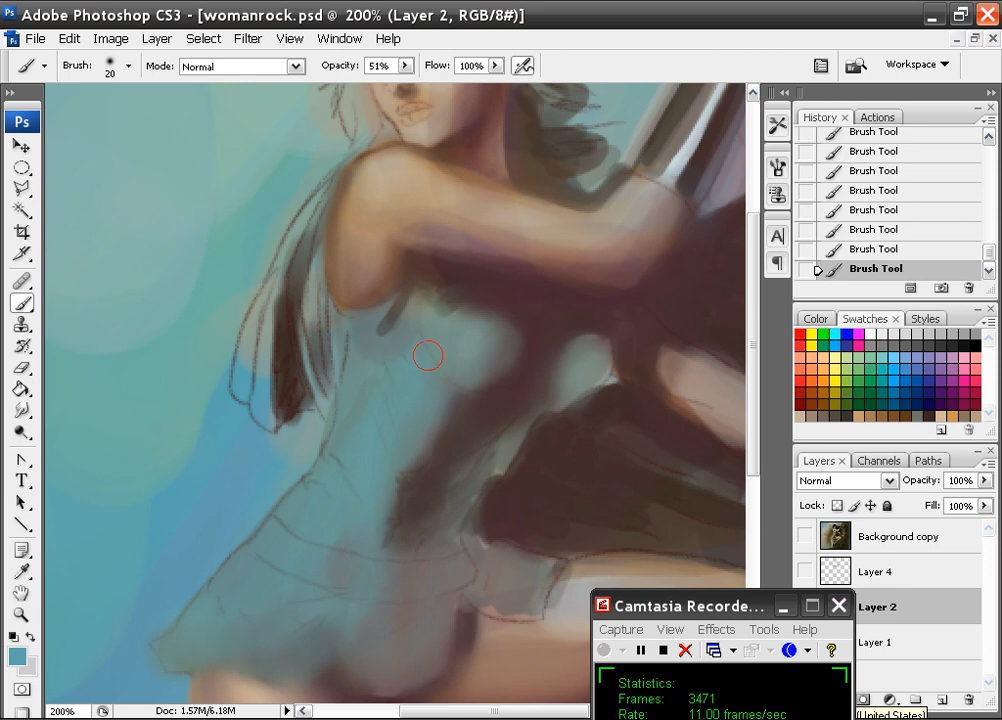 Adobe Photoshop CS3 - [womanrock.psd @ 200% (Layer 2, RGB/8#)]
File Edit Image Layer Select Filter View Window Help
Brush: 20 Mode: Normal Opacity: 51% Flow: 100% Workspace
Ps
History Actions
Brush Tool
Brush Tool
Brush Tool
Brush Tool
Brush Tool
Brush Tool
Brush Tool
Brush Tool
Color Swatches Styles
Layers Channels Paths
Normal Opacity: 100%
Lock: Fill: 100%
Background copy
Layer 4
Layer 2
Layer 1
Camtasia Recorde...
Capture View Effects Tools Help
Statistics:
Frames: 3471
Rate: 11.00 frames/sec
200% Doc: 1.57M/6.18M
(United States)